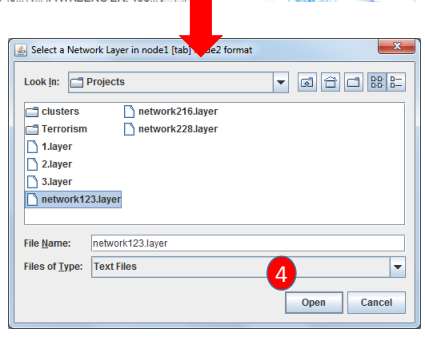 Select a Network Layer in node1 [tab] node2 format
Look In: Projects
clusters network216.layer
Terrorism network228.layer
1.layer
2.layer
3.layer
network123.layer
File Name: network123.layer
Files of Type: Text Files
4
Open Cancel